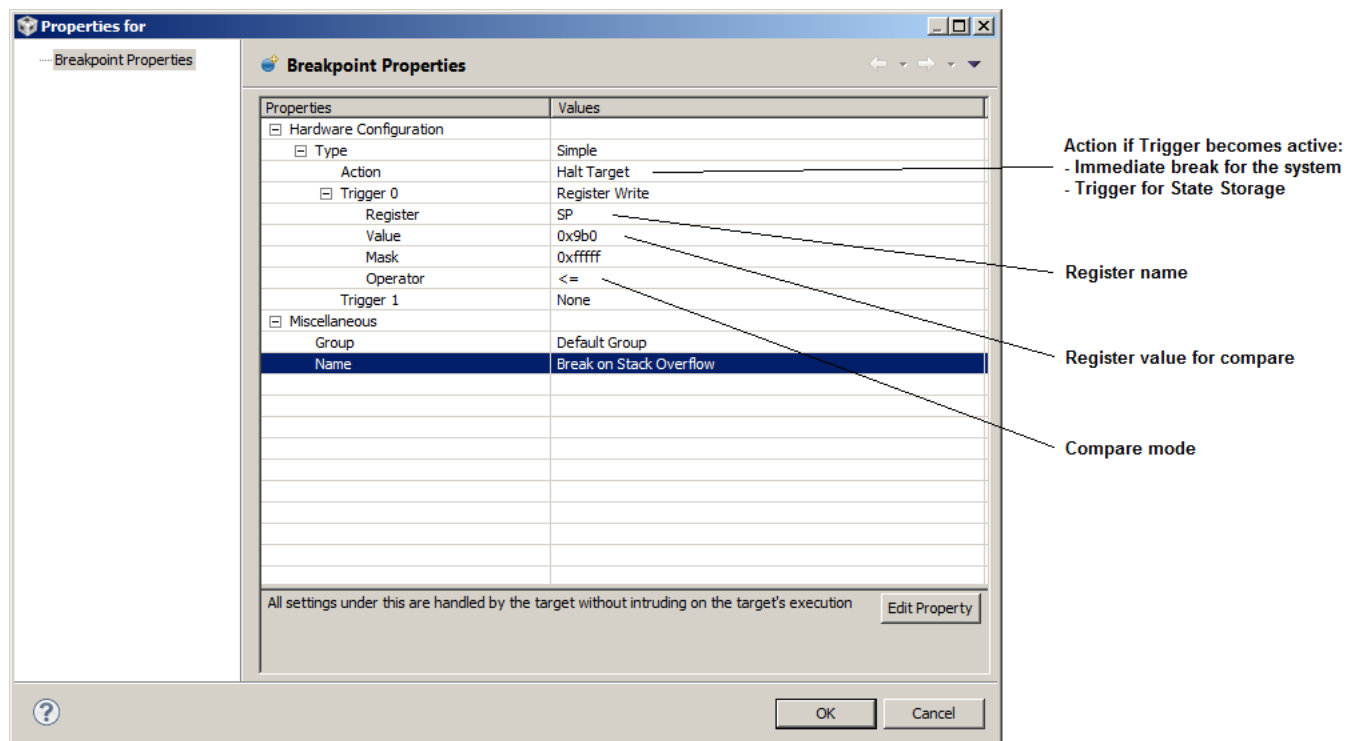 Properties for
Breakpoint Properties
Breakpoint Properties
Properties Values
Hardware Configuration
Type Simple
Action Halt Target
Trigger 0 Register Write
Register SP
Value 0x9b0
Mask 0xfffff
Operator <=
Trigger 1 None
Miscellaneous
Group Default Group
Name Break on Stack Overflow
All settings under this are handled by the target without intruding on the target's execution
Edit Property
OK Cancel
Action if Trigger becomes active:
- Immediate break for the system
- Trigger for State Storage
Register name
Register value for compare
Compare mode